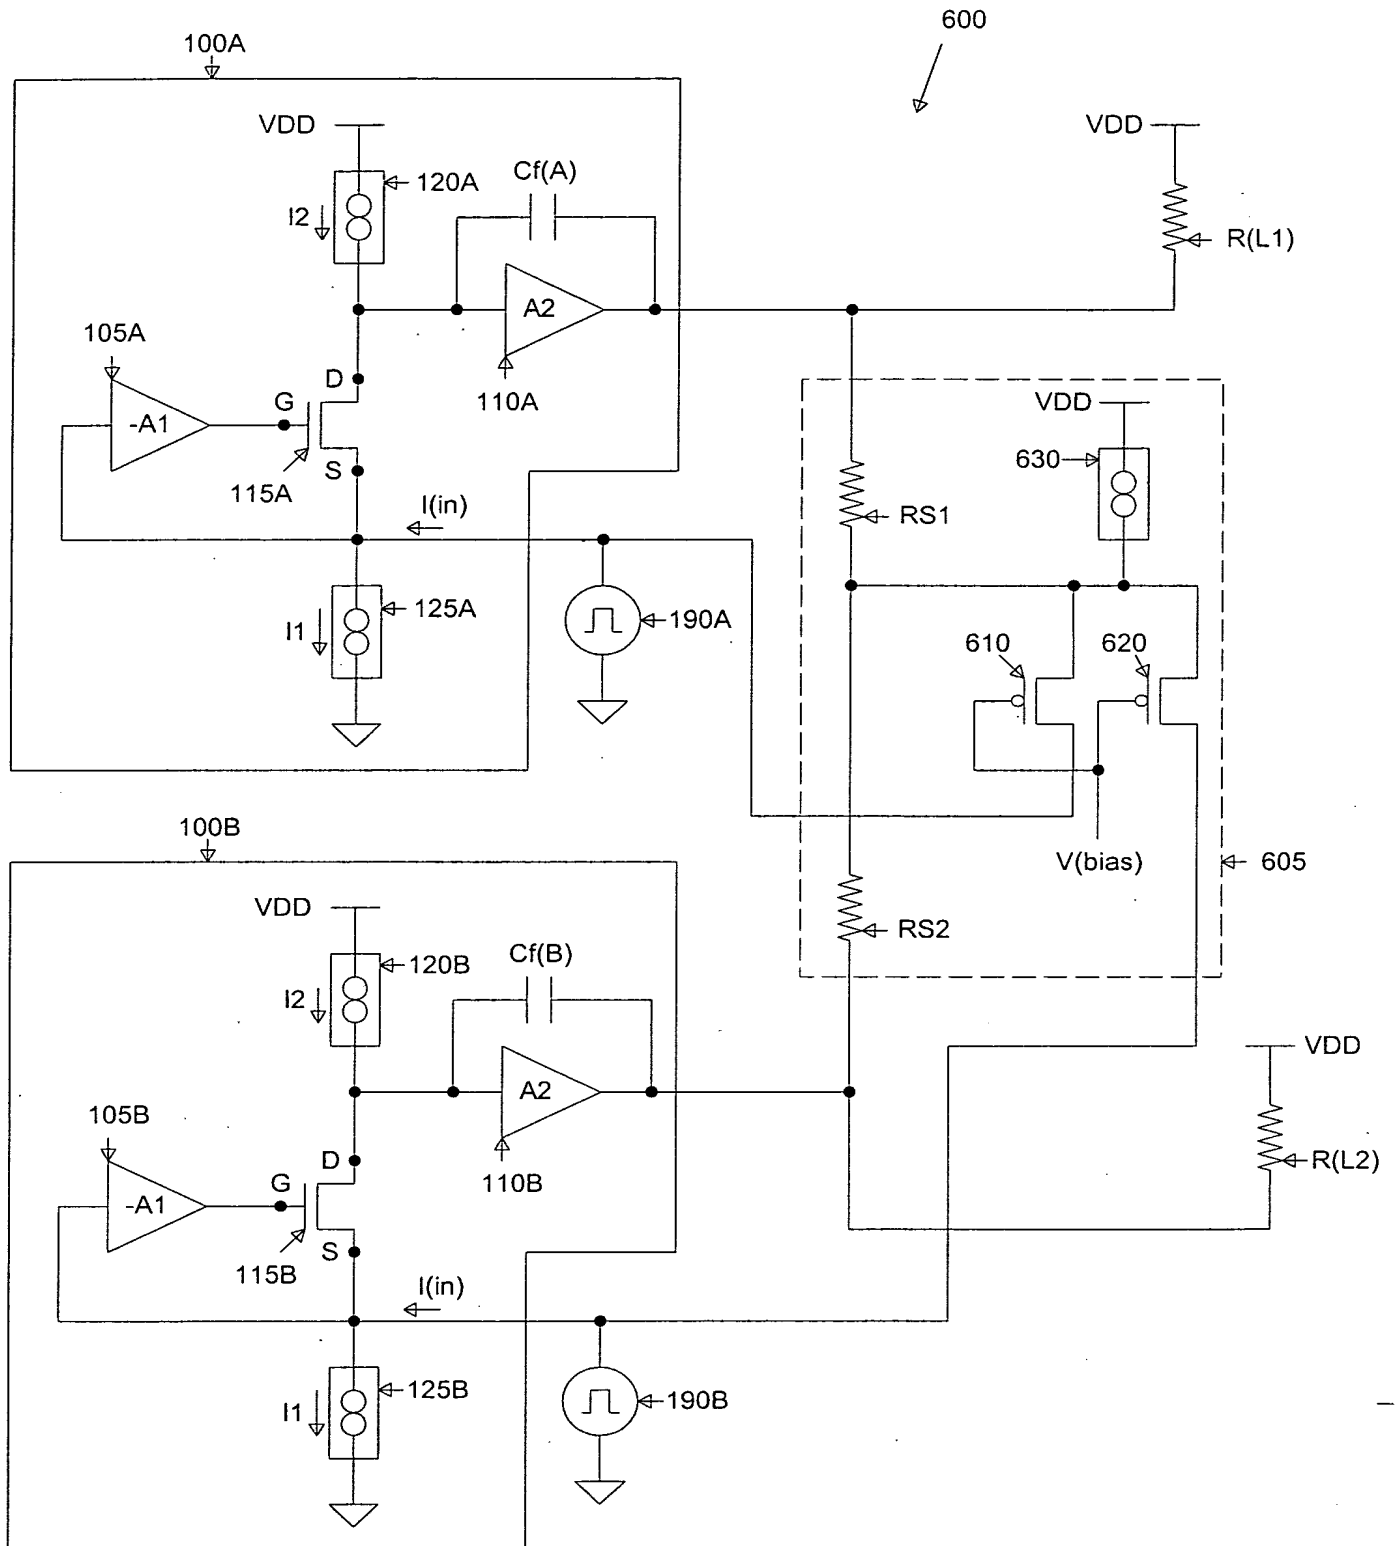 600
100A
VDD
VDD
Cf(A)
120A
I2
R(L1)
A2
105A
D
G
110A
VDD
-A1
630
S
115A
I(in)
RS1
125A
190A
I1
610
620
V(bias)
605
100B
VDD
RS2
Cf(B)
120B
I2
VDD
A2
105B
D
R(L2)
G
110B
-A1
S
115B
I(in)
125B
190B
I1